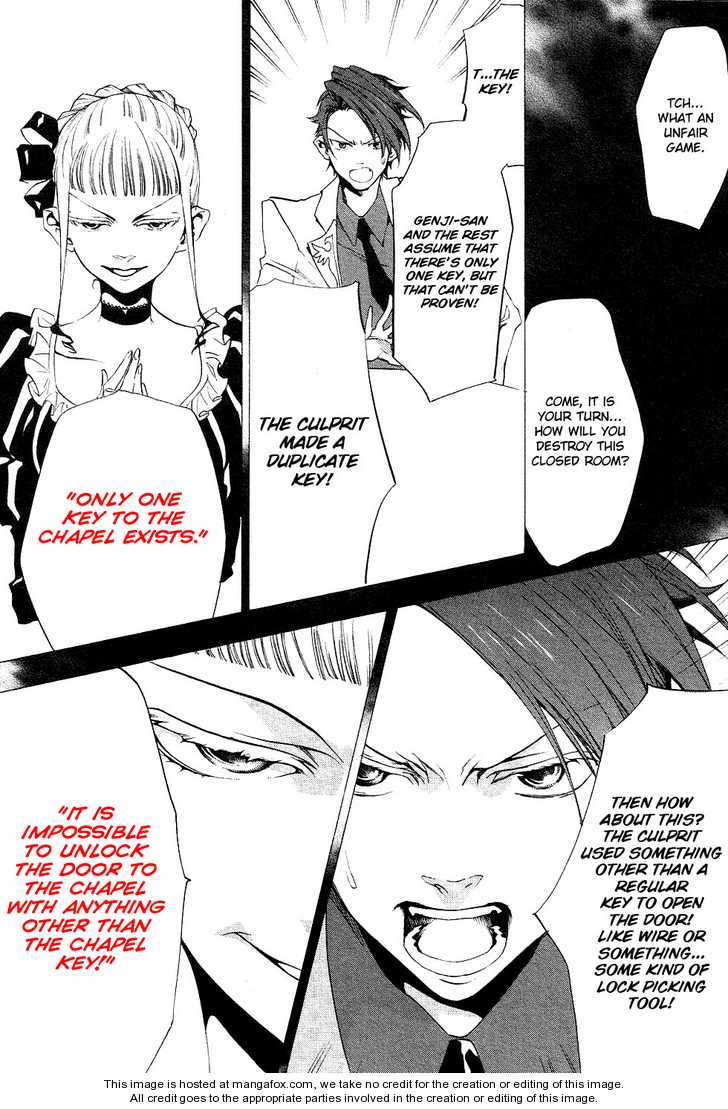 TCH...
WHAT AN
UNFAIR
GAME.
COME, IT IS
YOUR TURN...
HOW WILL YOU
DESTROY THIS
CLOSED ROOM?
T...THE
KEY!
GENJI-SAN
AND THE REST
ASSUME THAT
THERE'S ONLY
ONE KEY, BUT
THAT CAN'T BE
PROVEN!
THE CULPRIT
MADE A
DUPLICATE
KEY!
"ONLY ONE
KEY TO THE
CHAPEL EXISTS."
THEN HOW
ABOUT THIS?
THE CULPRIT
USED SOMETHING
OTHER THAN A
REGULAR
KEY TO OPEN
THE DOOR!
LIKE WIRE OR
SOMETHING...
SOME KIND OF
LOCK PICKING
TOOL!
"IT IS
IMPOSSIBLE
TO UNLOCK
THE DOOR TO
THE CHAPEL
WITH ANYTHING
OTHER THAN
THE CHAPEL
KEY!"
This image is hosted at mangafox.com, we take no credit for the creation or editing of this image.
All credit goes to the appropriate parties involved in the creation or editing of this image.